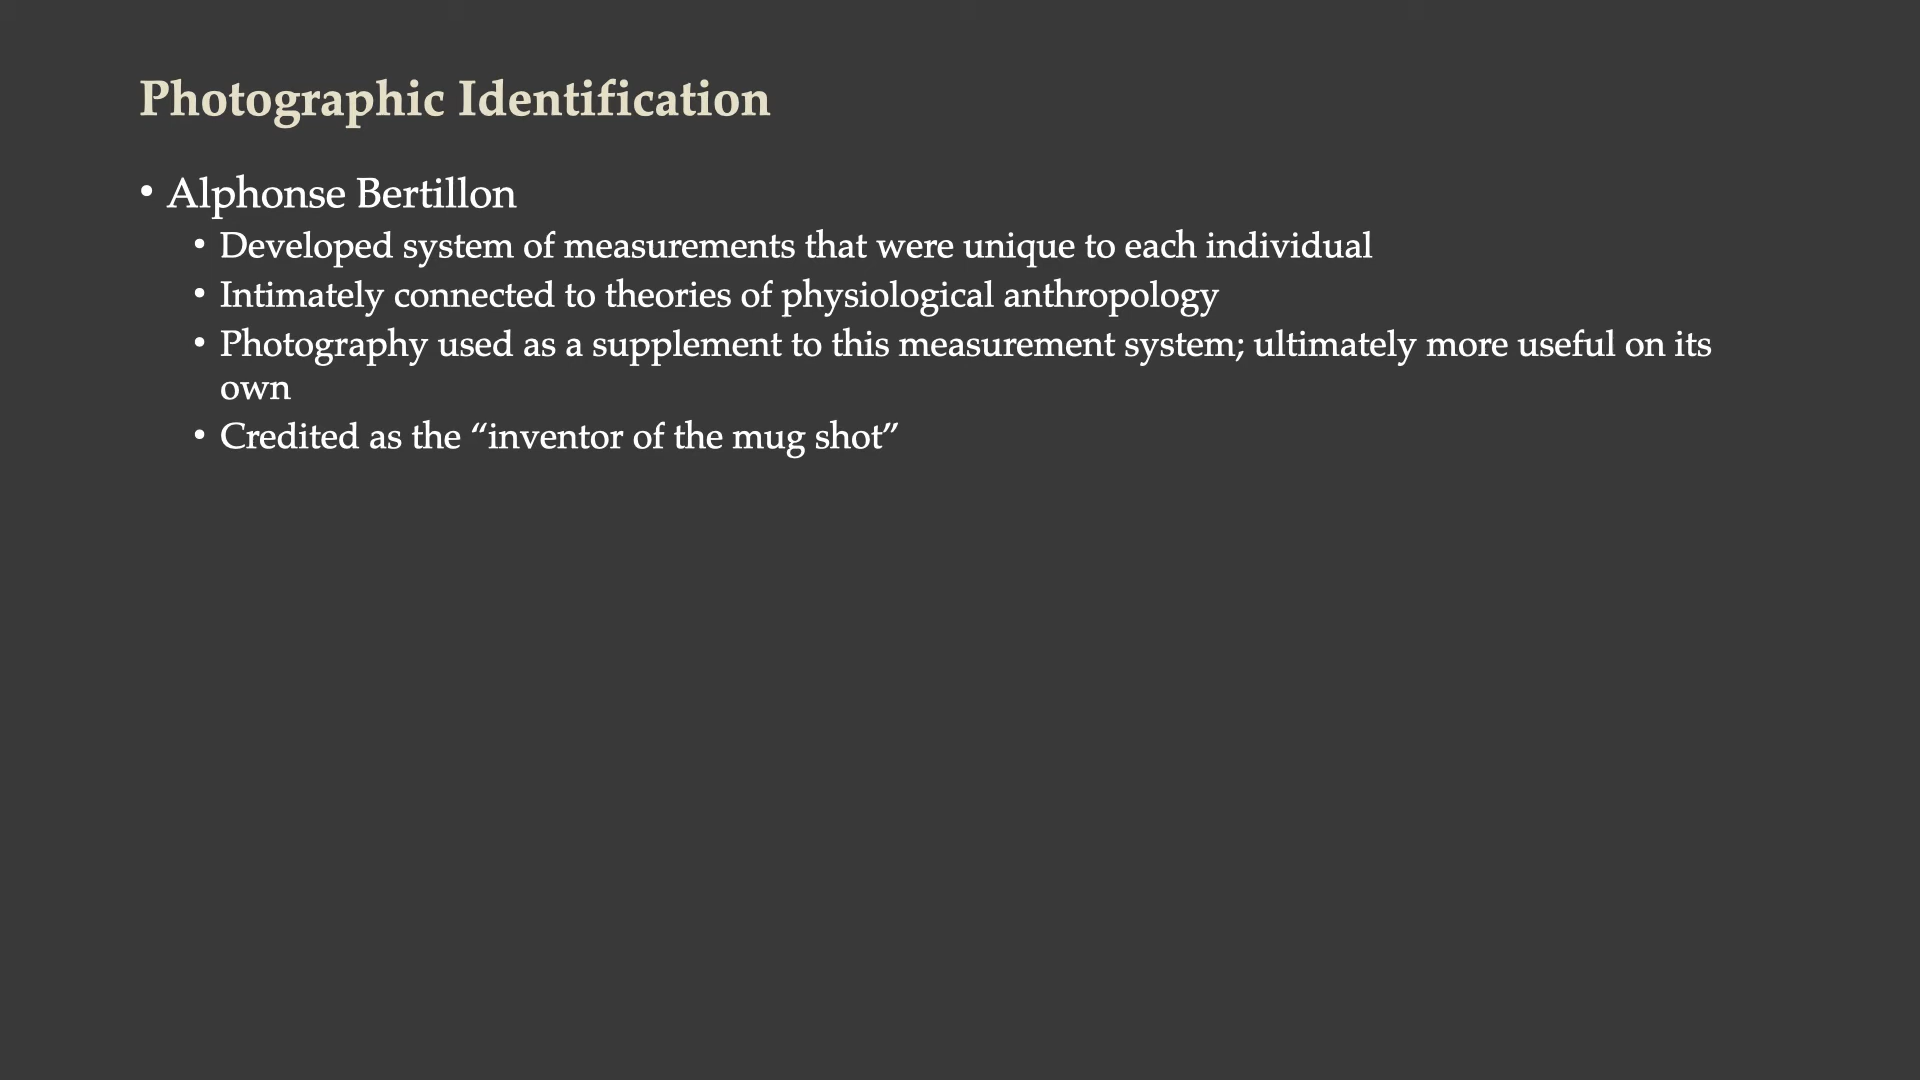 Photographic Identification
• Alphonse Bertillon
• Developed system of measurements that were unique to each individual
• Intimately connected to theories of physiological anthropology
• Photography used as a supplement to this measurement system; ultimately more useful on its
own
• Credited as the “inventor of the mug shot”